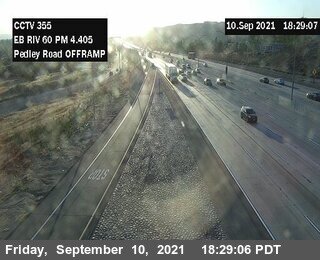 CCTV 355
EB RIV 60 PM 4.405
Pedley Road OFFRAMP
10.Sep 2021 18:29:07
Friday, September 10, 2021 18:29:06 PDT